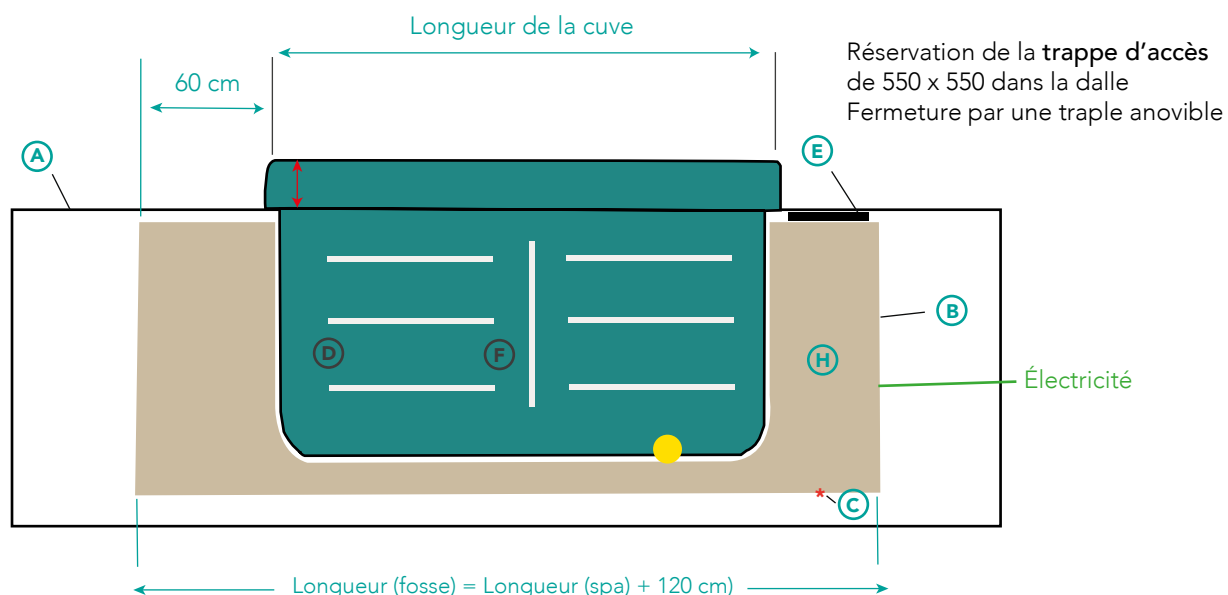 Longueur de la cuve
Réservation de la trappe d'accès
de 550 x 550 dans la dalle
Fermeture par une traple anovible
60 cm
A
E
B
D
F
H
Électricité
* C
Longueur (fosse) = Longueur (spa) + 120 cm)